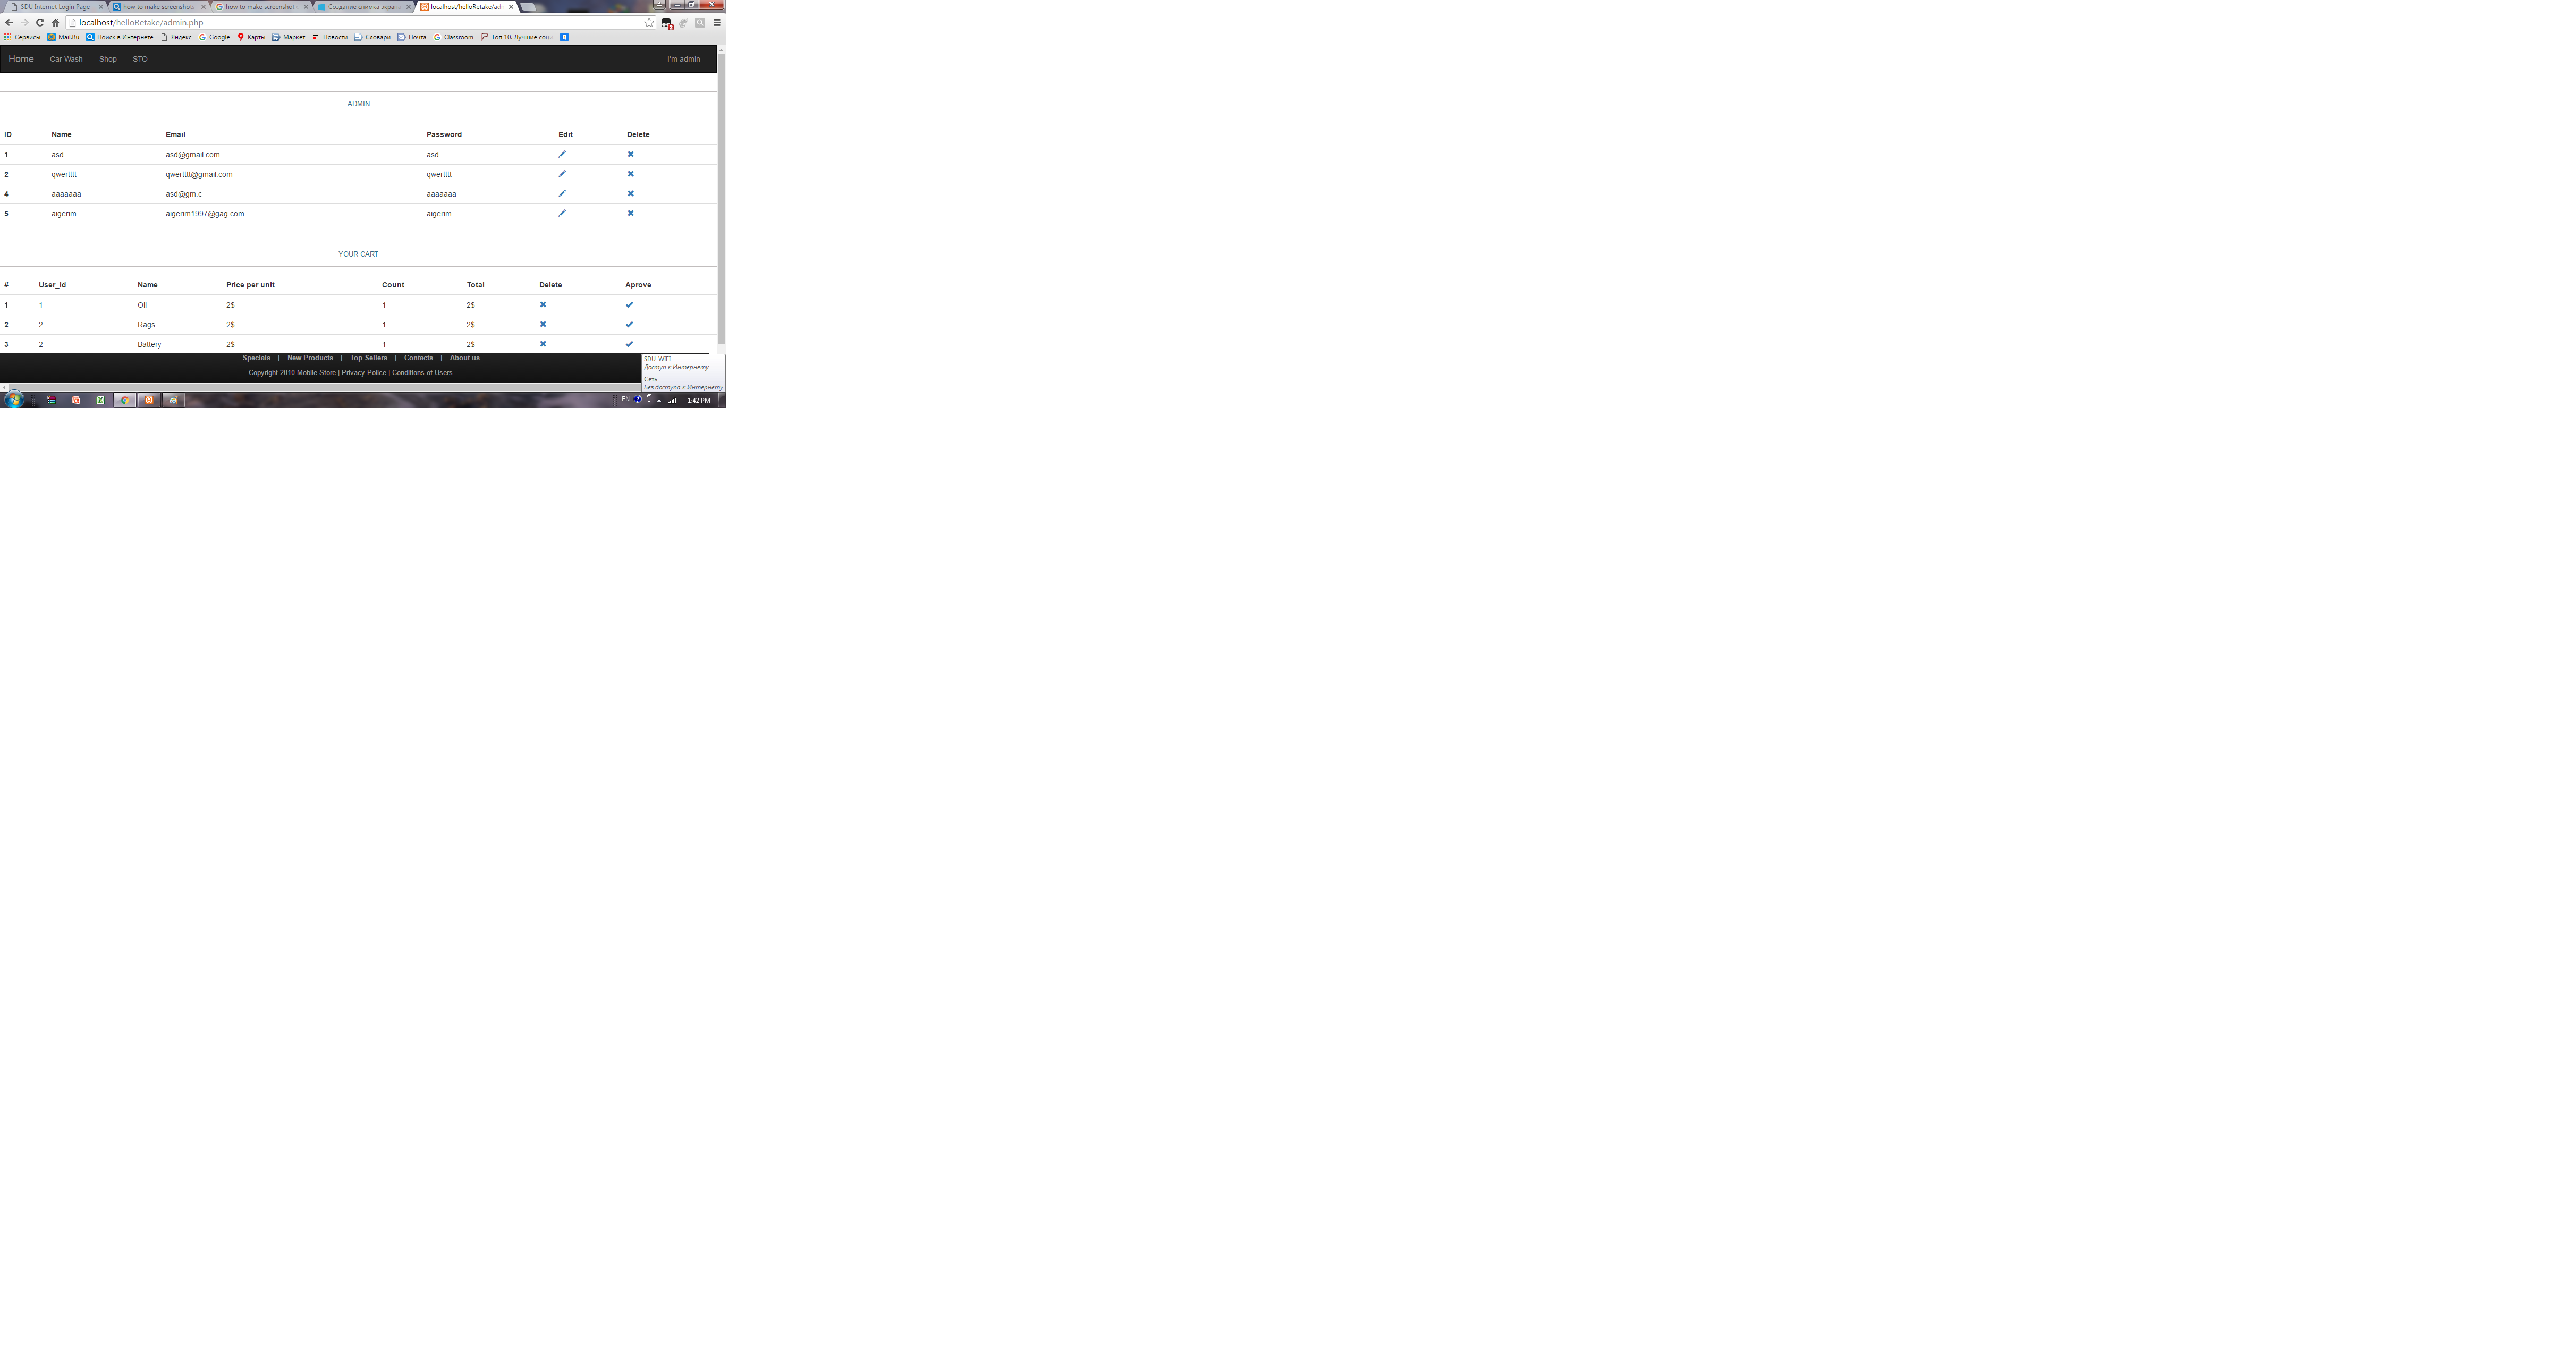 SDU Internet Login Page
how to make screenshot
how to make screenshot
Создание снимка экрана
localhost/helloRetake/adm
localhost/helloRetake/admin.php
Сервисы Mail.Ru Поиск в Интернете Яндекс Google Карты Маркет Новости Словари Почта Classroom Топ 10. Лучшие соц
Home Car Wash Shop STO I'm admin
ADMIN
ID Name Email Password Edit Delete
1 asd asd@gmail.com asd
2 qwertttt qwertttt@gmail.com qwertttt
4 aaaaaaa asd@gm.c aaaaaaa
5 aigerim aigerim1997@gag.com aigerim
YOUR CART
# User_id Name Price per unit Count Total Delete Aprove
1 1 Oil 2$ 1 2$
2 2 Rags 2$ 1 2$
3 2 Battery 2$ 1 2$
Specials | New Products | Top Sellers | Contacts | About us
Copyright 2010 Mobile Store | Privacy Police | Conditions of Users
SDU_WIFI
Доступ к Интернету
Сеть
Без доступа к Интернету
EN 1:42 PM